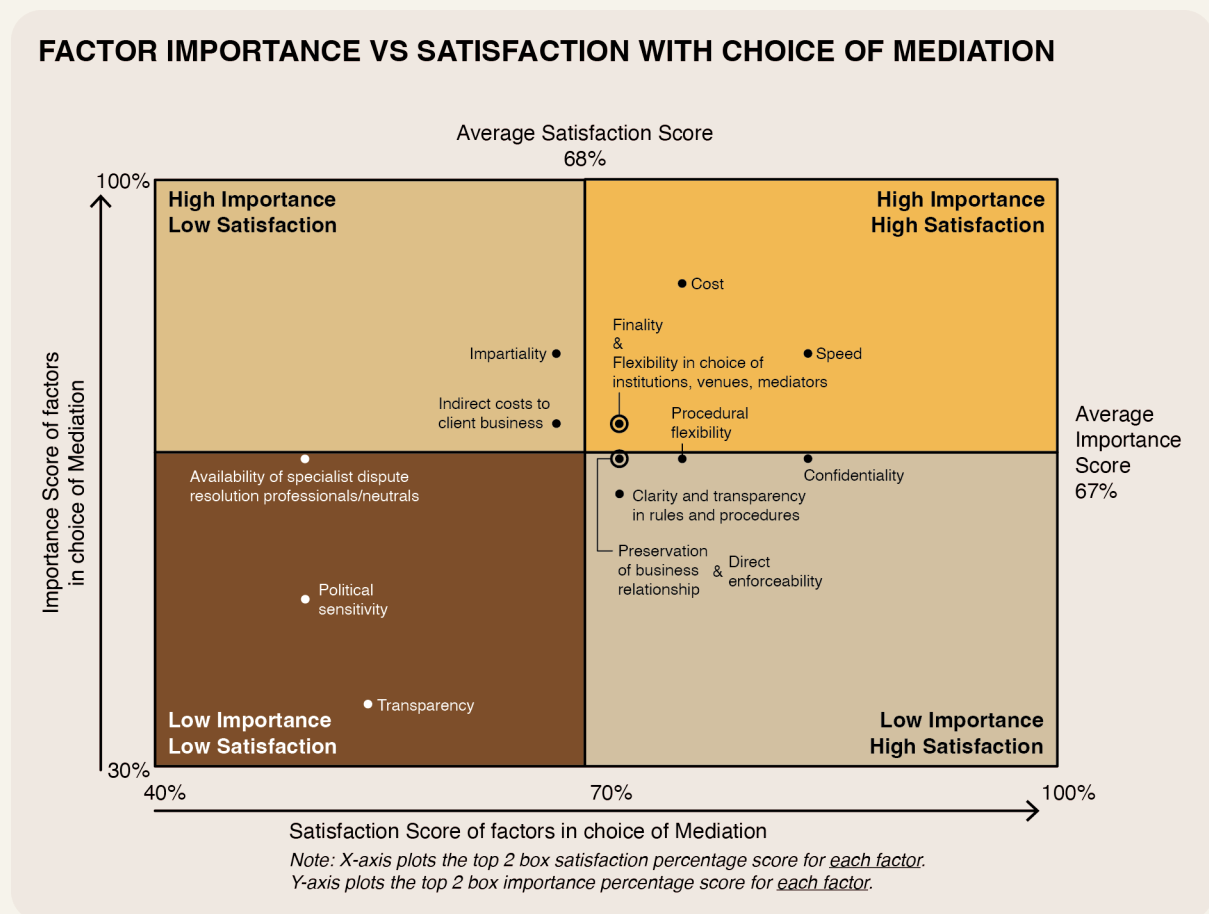 FACTOR IMPORTANCE VS SATISFACTION WITH CHOICE OF MEDIATION
Average Satisfaction Score
68%
100%
High Importance
Low Satisfaction
High Importance
High Satisfaction
Cost
Finality
&
Flexibility in choice of
institutions, venues, mediators
Impartiality
Speed
Indirect costs to
client business
Procedural
flexibility
Importance Score of factors
in choice of Mediation
Average
Importance
Score
67%
Availability of specialist dispute
resolution professionals/neutrals
Confidentiality
Clarity and transparency
in rules and procedures
Preservation
of business
relationship
&
Direct
enforceability
Political
sensitivity
Transparency
Low Importance
Low Satisfaction
Low Importance
High Satisfaction
30%
40%
70%
100%
Satisfaction Score of factors in choice of Mediation
Note: X-axis plots the top 2 box satisfaction percentage score for each factor.
Y-axis plots the top 2 box importance percentage score for each factor.